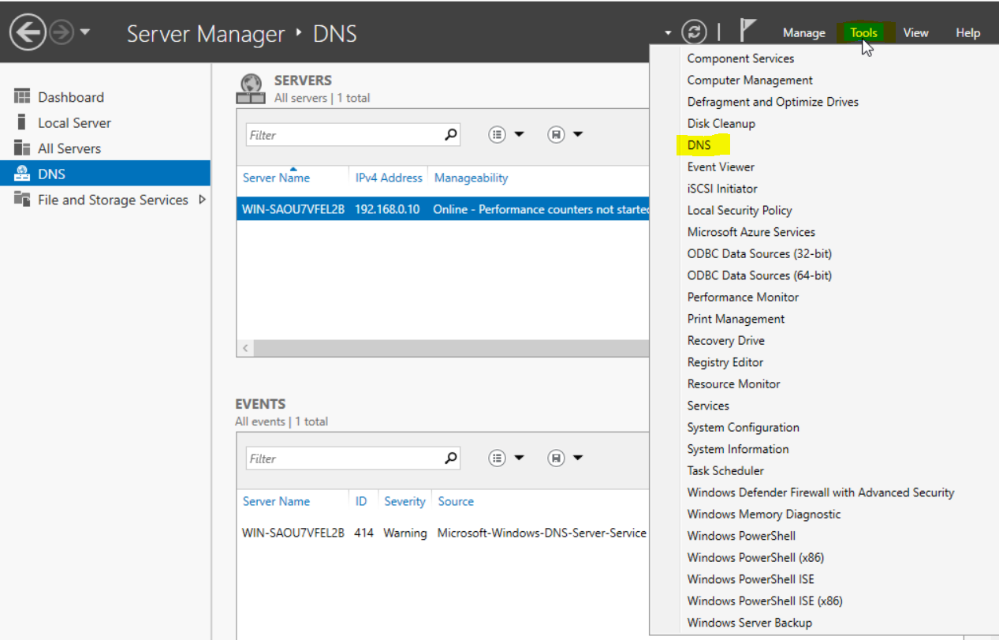 Server Manager ‣ DNS
Manage Tools View Help
Dashboard
Local Server
All Servers
DNS
File and Storage Services
SERVERS
All servers | 1 total
Filter
Server Name IPv4 Address Manageability
WIN-SAOU7VFEL2B 192.168.0.10 Online - Performance counters not started
EVENTS
All events | 1 total
Filter
Server Name ID Severity Source
WIN-SAOU7VFEL2B 414 Warning Microsoft-Windows-DNS-Server-Service
Component Services
Computer Management
Defragment and Optimize Drives
Disk Cleanup
DNS
Event Viewer
iSCSI Initiator
Local Security Policy
Microsoft Azure Services
ODBC Data Sources (32-bit)
ODBC Data Sources (64-bit)
Performance Monitor
Print Management
Recovery Drive
Registry Editor
Resource Monitor
Services
System Configuration
System Information
Task Scheduler
Windows Defender Firewall with Advanced Security
Windows Memory Diagnostic
Windows PowerShell
Windows PowerShell (x86)
Windows PowerShell ISE
Windows PowerShell ISE (x86)
Windows Server Backup